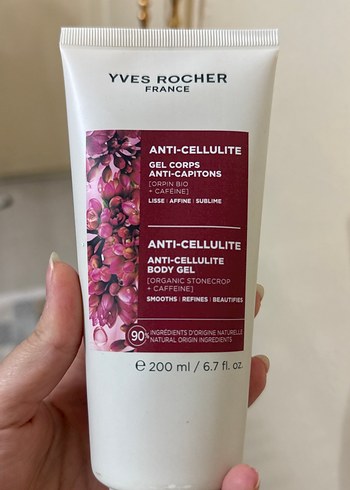 YVES ROCHER
FRANCE
ANTI-CELLULITE
GEL CORPS
ANTI-CAPITONS
[ORPIN BIO
+ CAFÉINE]
LISSE | AFFINE | SUBLIME
ANTI-CELLULITE
ANTI-CELLULITE
BODY GEL
[ORGANIC STONECROP
+ CAFFEINE]
SMOOTHS | REFINES | BEAUTIFIES
90% INGRÉDIENTS D'ORIGINE NATURELLE
NATURAL ORIGIN INGREDIENTS
℮ 200 ml / 6.7 fl. oz.